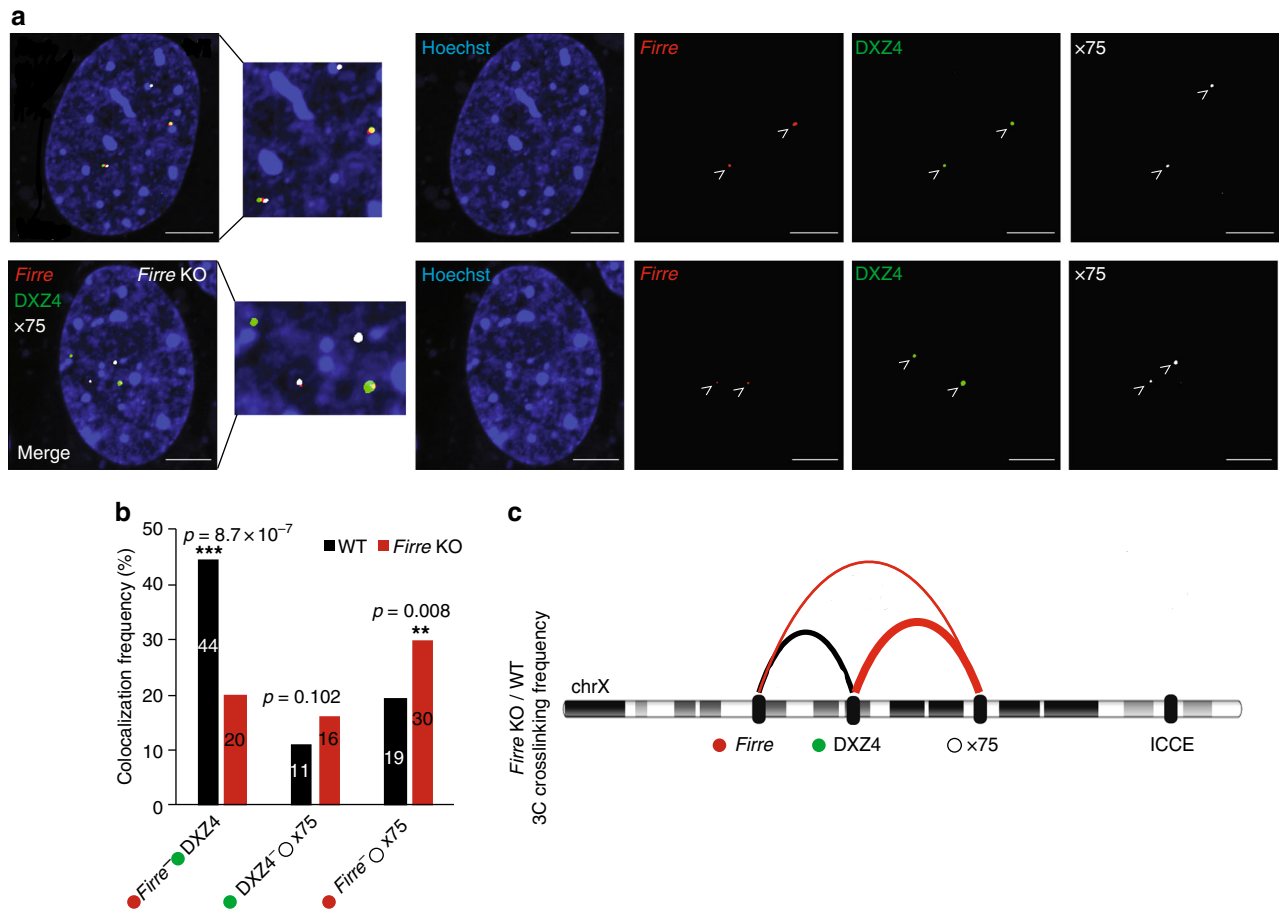 a
Hoechst
Firre
DXZ4
×75
Firre
Firre KO
DXZ4
×75
Merge
Hoechst
Firre
DXZ4
×75
b
p = 8.7 × 10⁻⁷
***
WT
Firre KO
p = 0.008
**
p = 0.102
Colocalization frequency (%)
50
40
30
20
10
0
44
20
11
16
19
30
Firre–DXZ4
DXZ4–x75
Firre–x75
c
Firre KO / WT
3C crosslinking frequency
chrX
Firre
DXZ4
×75
ICCE